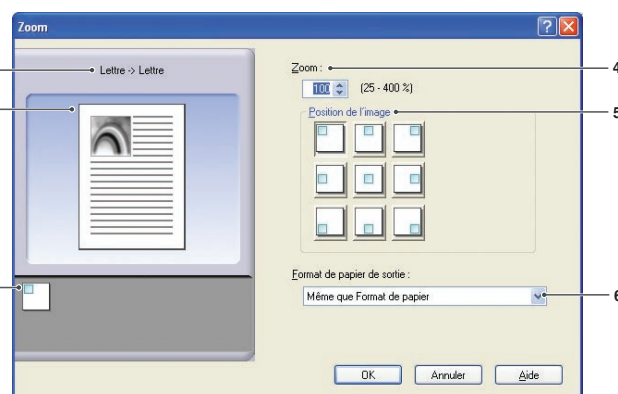 Zoom
Lettre -> Lettre
Zoom : 4
100 (25 - 400 %)
Position de l'image 5
Format de papier de sortie :
Même que Format de papier 6
OK Annuler Aide